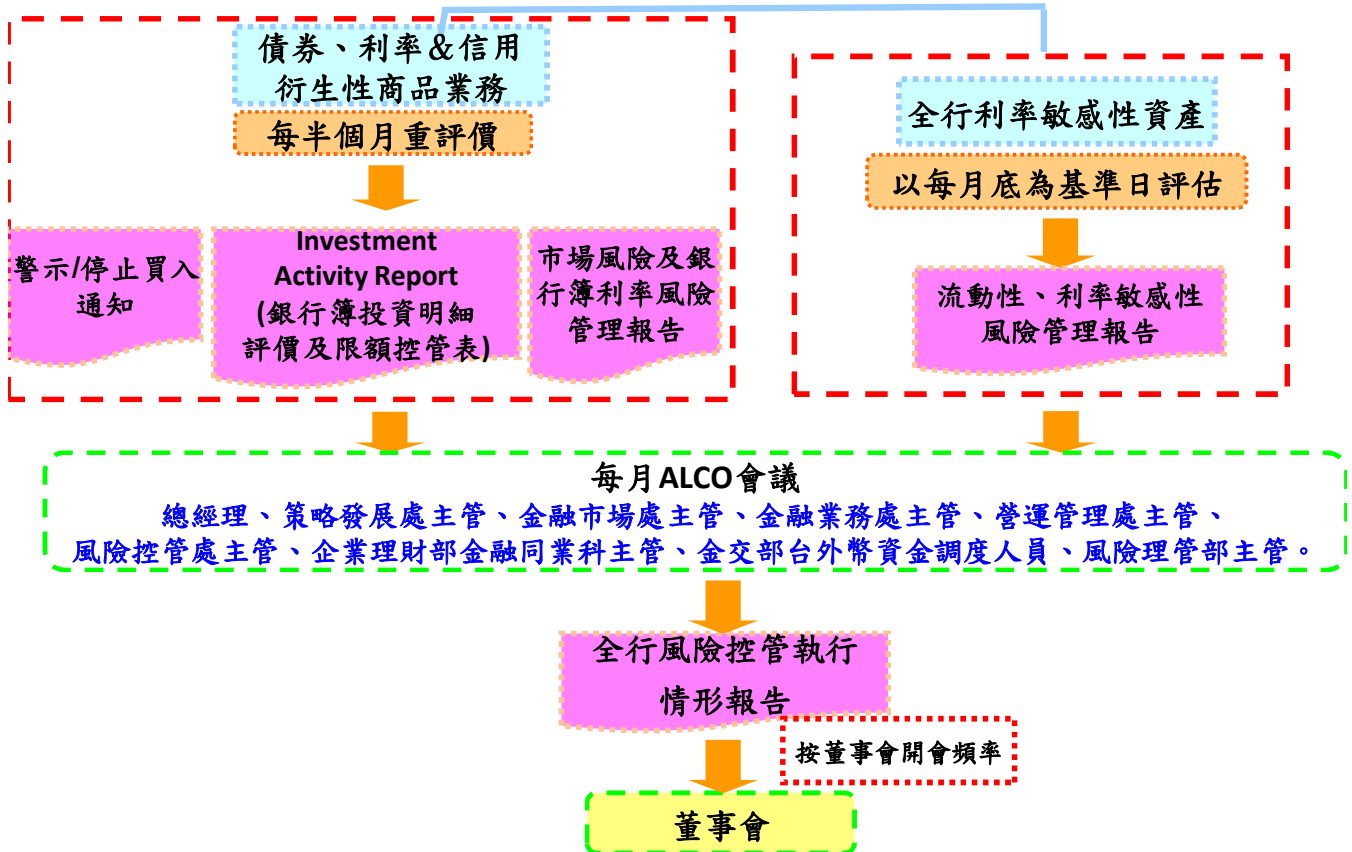 債券、利率＆信用
衍生性商品業務
每半個月重評價
警示/停止買入
通知
Investment
Activity Report
(銀行簿投資明細
評價及限額控管表)
市場風險及銀
行簿利率風險
管理報告
全行利率敏感性資產
以每月底為基準日評估
流動性、利率敏感性
風險管理報告
每月ALCO會議
總經理、策略發展處主管、金融市場處主管、金融業務處主管、營運管理處主管、
風險控管處主管、企業理財部金融同業科主管、金交部台外幣資金調度人員、風險理管部主管。
全行風險控管執行
情形報告
按董事會開會頻率
董事會